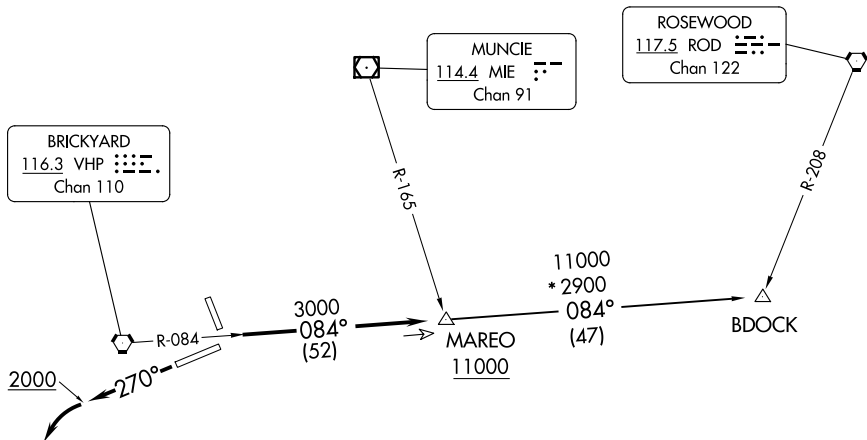 ROSEWOOD
117.5 ROD
Chan 122
MUNCIE
114.4 MIE
Chan 91
BRICKYARD
116.3 VHP
Chan 110
R-165
R-208
R-084
3000
084°
(52)
MAREO
11000
11000
*2900
084°
(47)
BDOCK
2000
270°